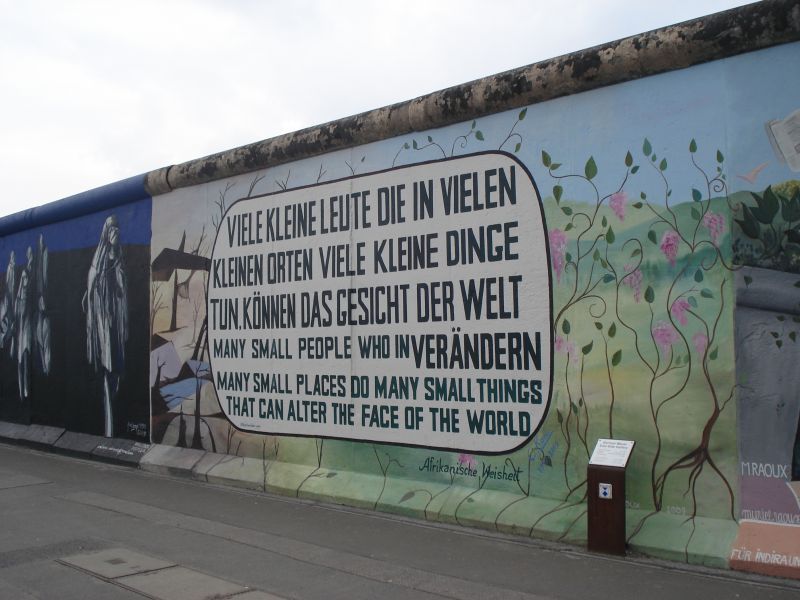 VIELE KLEINE LEUTE DIE IN VIELEN
KLEINEN ORTEN VIELE KLEINE DINGE
TUN. KÖNNEN DAS GESICHT DER WELT
MANY SMALL PEOPLE WHO IN VERÄNDERN
MANY SMALL PLACES DO MANY SMALL THINGS
THAT CAN ALTER THE FACE OF THE WORLD
Afrikanische Weisheit
M RAOUX
FÜR INDIRA UN